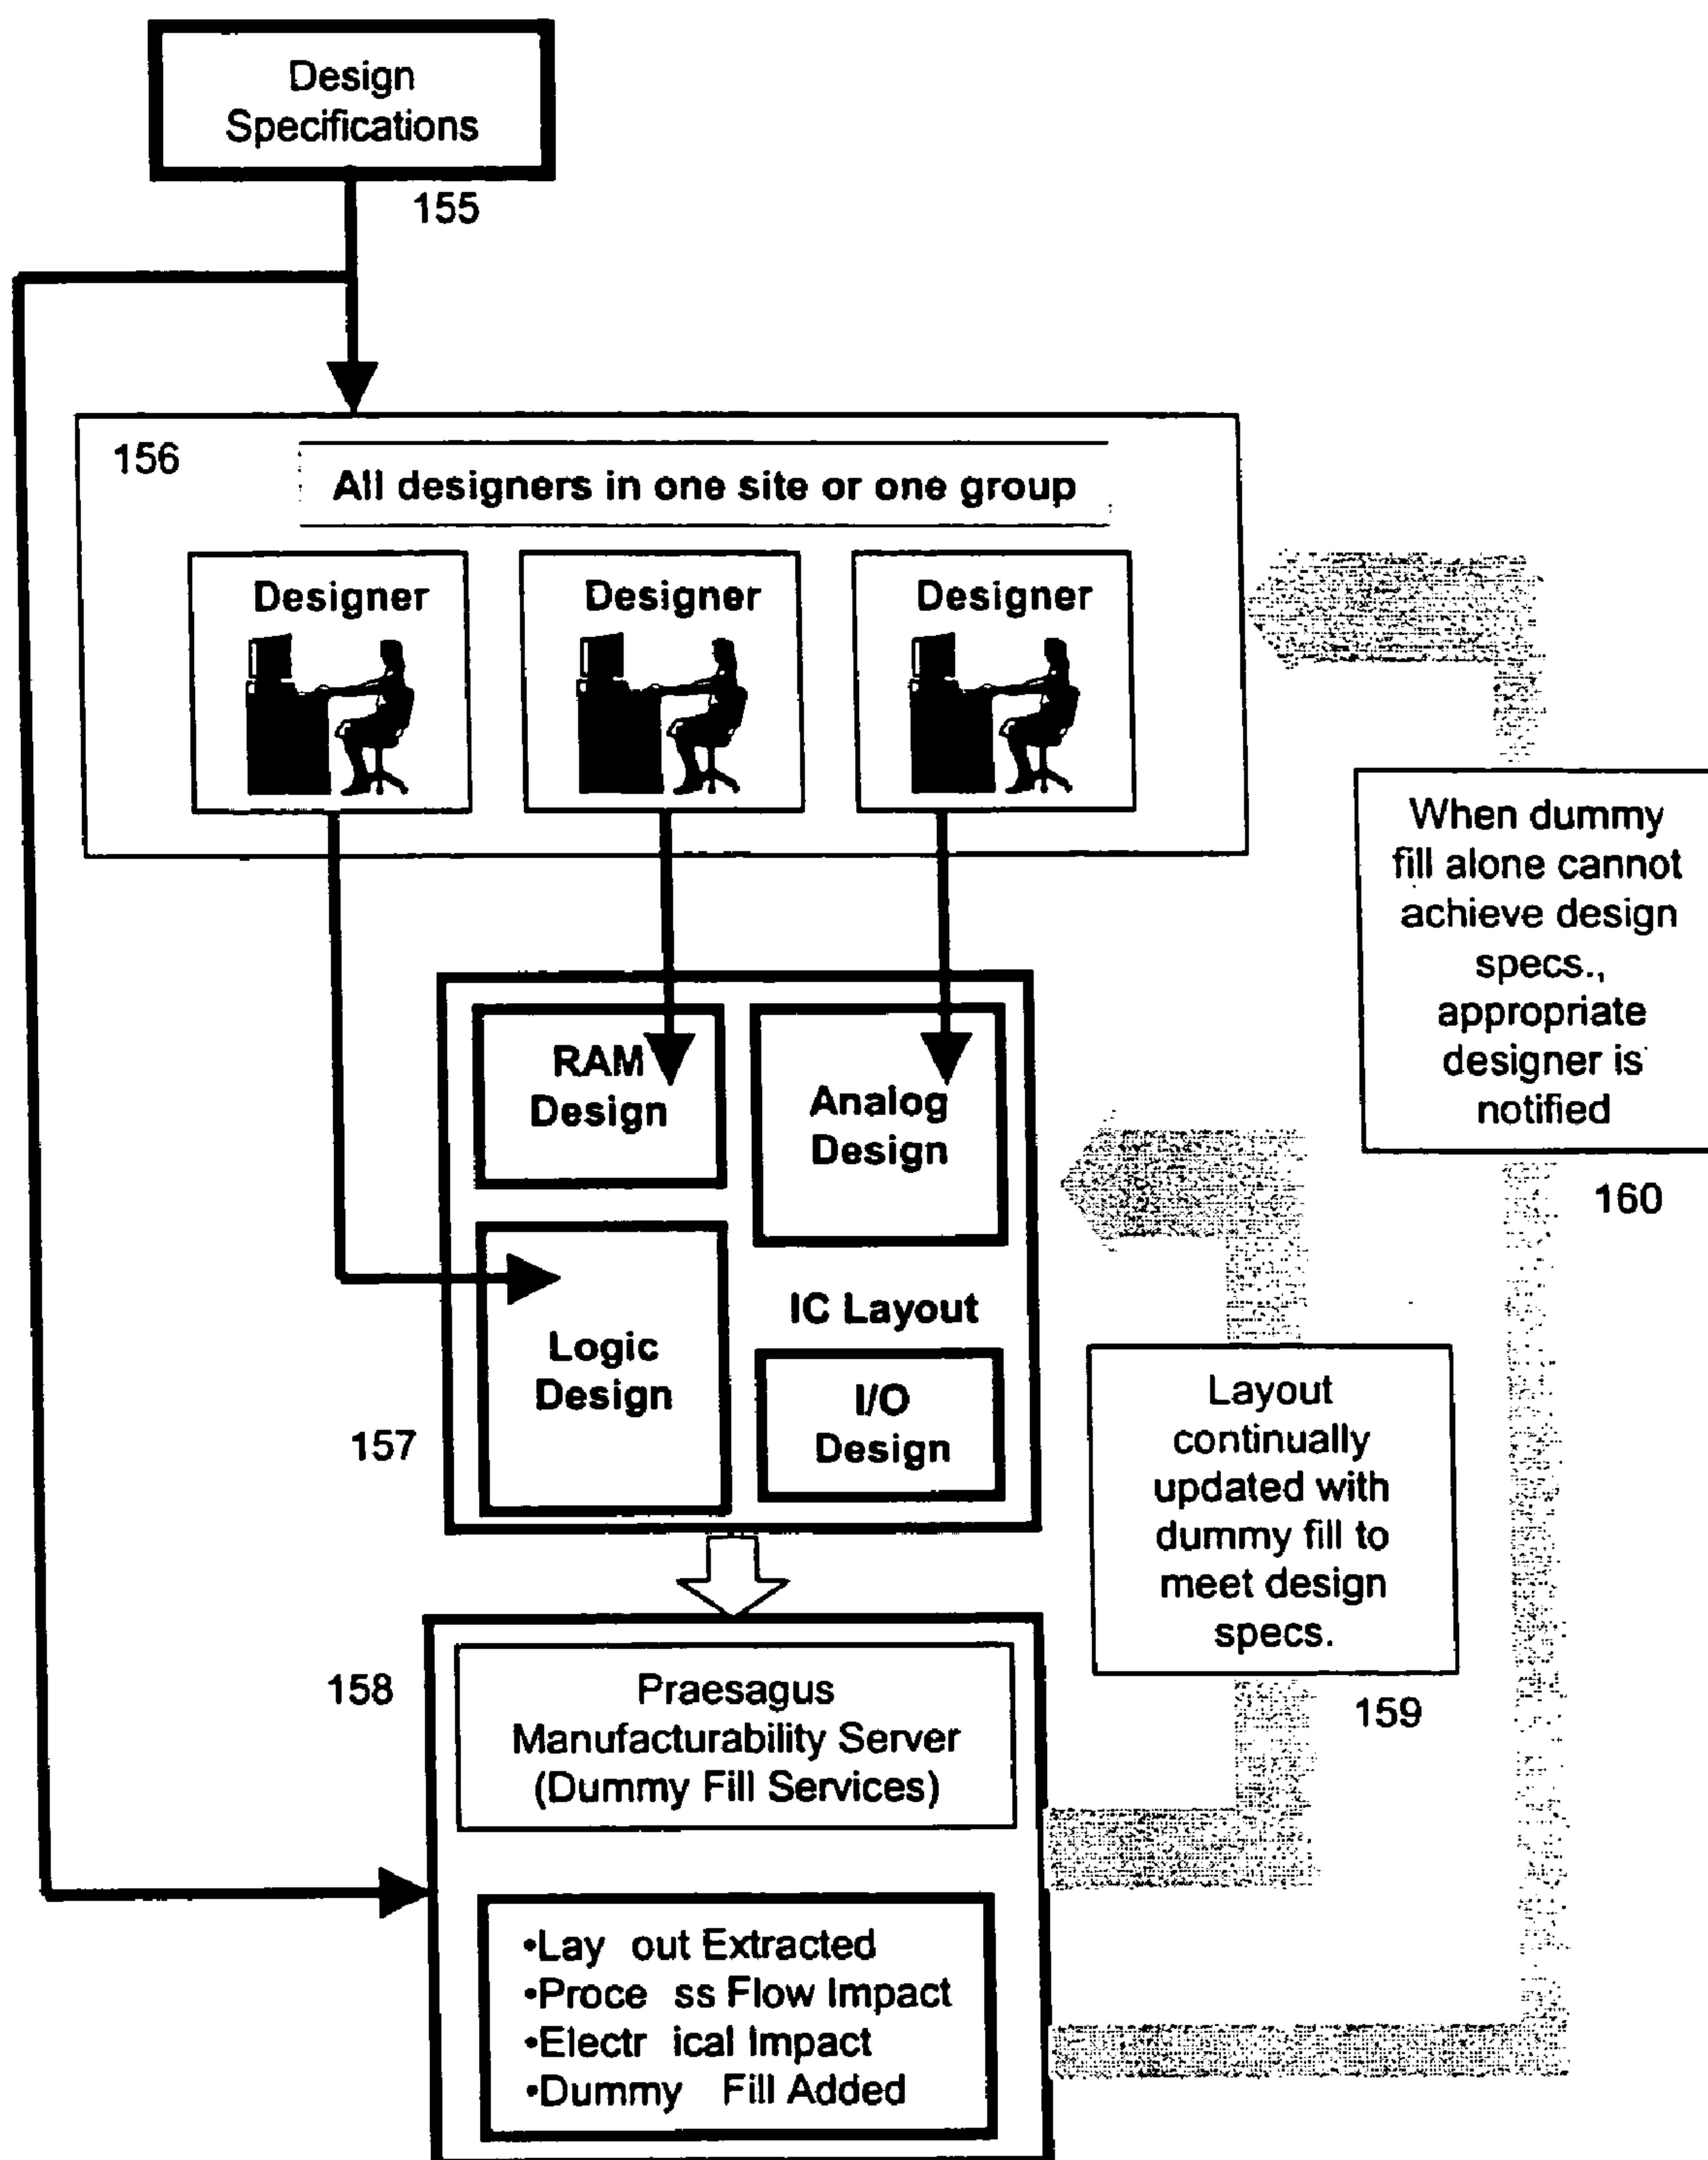 Design
Specifications
155
156
All designers in one site or one group
Designer
Designer
Designer
When dummy
fill alone cannot
achieve design
specs.,
appropriate
designer is
notified
160
RAM
Design
Analog
Design
IC Layout
Logic
Design
I/O
Design
157
Layout
continually
updated with
dummy fill to
meet design
specs.
159
158
Praesagus
Manufacturability Server
(Dummy Fill Services)
•Lay out Extracted
•Proce ss Flow Impact
•Electr ical Impact
•Dummy Fill Added